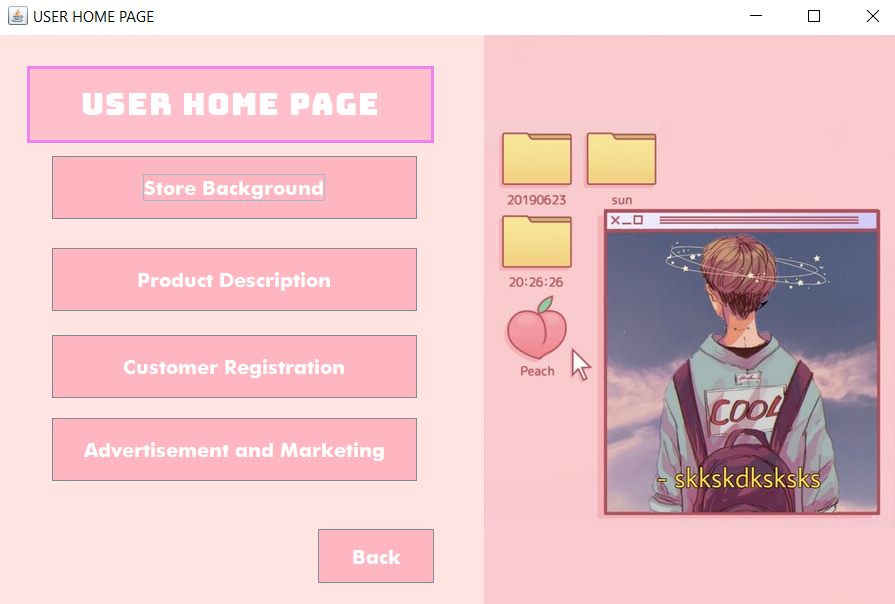 USER HOME PAGE
USER HOME PAGE
Store Background
Product Description
Customer Registration
Advertisement and Marketing
Back
20190623
sun
20:26:26
Peach
COOL
- skkskdksksks